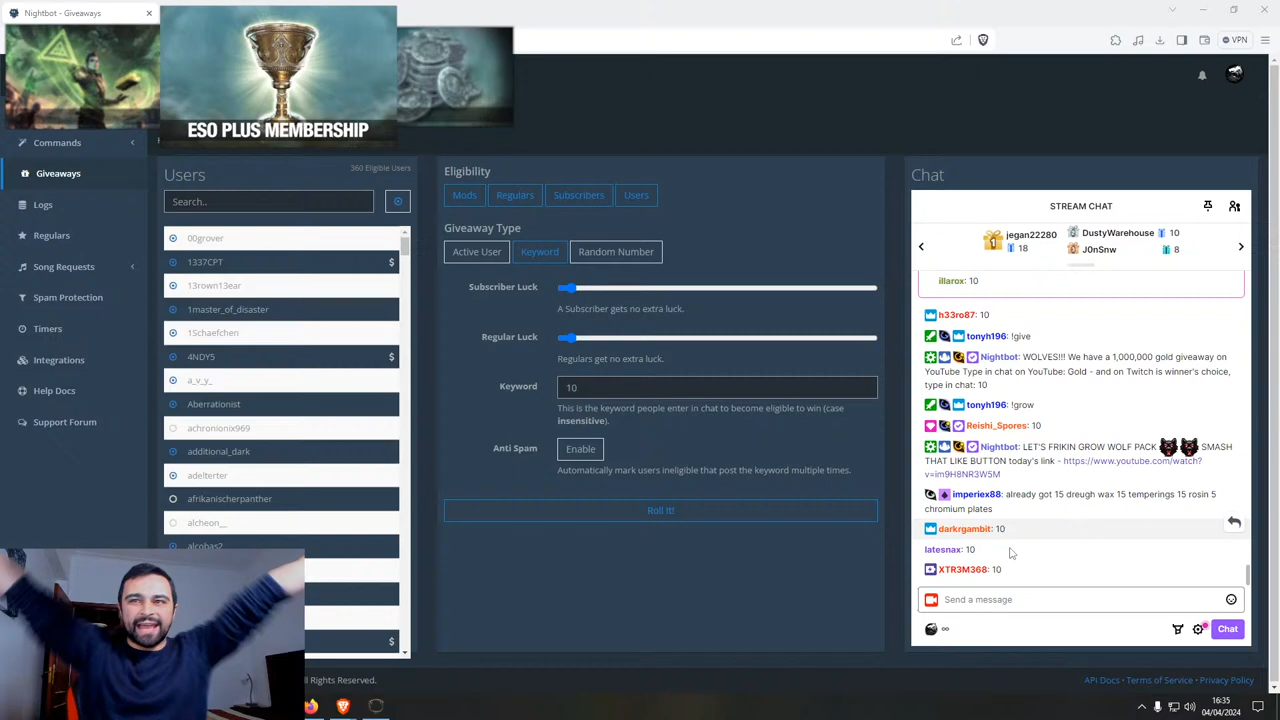 Nightbot - Giveaways
VPN
ESO PLUS MEMBERSHIP
Commands
Giveaways
Logs
Regulars
Song Requests
Spam Protection
Timers
Integrations
Help Docs
Support Forum
Users
360 Eligible Users
Search..
00grover
1337CPT
$
13rown13ear
1master_of_disaster
1Schaefchen
4NDY5
$
a_v_y_
Aberrationist
achronionix969
additional_dark
adelterter
afrikanischerpanther
alcheon__
alcobas2
$
Eligibility
Mods
Regulars
Subscribers
Users
Giveaway Type
Active User
Keyword
Random Number
Subscriber Luck
A Subscriber gets no extra luck.
Regular Luck
Regulars get no extra luck.
Keyword
10
This is the keyword people enter in chat to become eligible to win (case
insensitive).
Anti Spam
Enable
Automatically mark users ineligible that post the keyword multiple times.
Roll It!
Chat
STREAM CHAT
1
jegan22280
18
2 DustyWarehouse 10
3 J0nSnw 8
illarox: 10
h33ro87: 10
tonyh196: !give
Nightbot: WOLVES!!! We have a 1,000,000 gold giveaway on
YouTube Type in chat on YouTube: Gold - and on Twitch is winner's choice,
type in chat: 10
tonyh196: !grow
Reishi_Spores: 10
Nightbot: LET'S FRIKIN GROW WOLF PACK SMASH
THAT LIKE BUTTON today's link - https://www.youtube.com/watch?
v=im9H8NR3W5M
imperiex88: already got 15 dreugh wax 15 temperings 15 rosin 5
chromium plates
darkrgambit: 10
latesnax: 10
XTR3M368: 10
Send a message
∞
Chat
All Rights Reserved.
API Docs · Terms of Service · Privacy Policy
16:35
04/04/2024